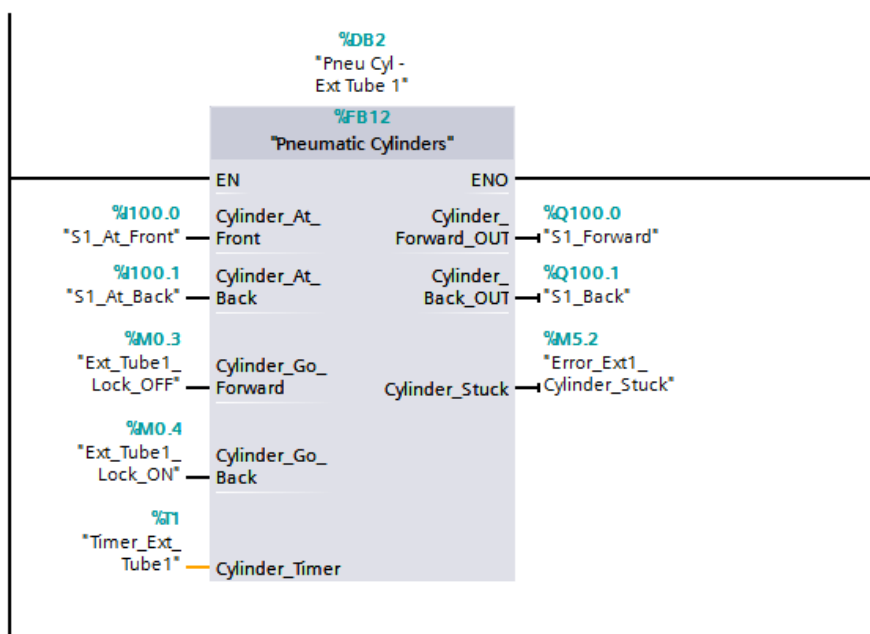 %DB2
"Pneu Cyl -
Ext Tube 1"
%FB12
"Pneumatic Cylinders"
EN ENO
%I100.0
"S1_At_Front"
Cylinder_At_
Front
Cylinder_
Forward_OUT
%Q100.0
"S1_Forward"
%I100.1
"S1_At_Back"
Cylinder_At_
Back
Cylinder_
Back_OUT
%Q100.1
"S1_Back"
%M0.3
"Ext_Tube1_
Lock_OFF"
Cylinder_Go_
Forward
Cylinder_Stuck
%M5.2
"Error_Ext1_
Cylinder_Stuck"
%M0.4
"Ext_Tube1_
Lock_ON"
Cylinder_Go_
Back
%T1
"Timer_Ext_
Tube1"
Cylinder_Timer